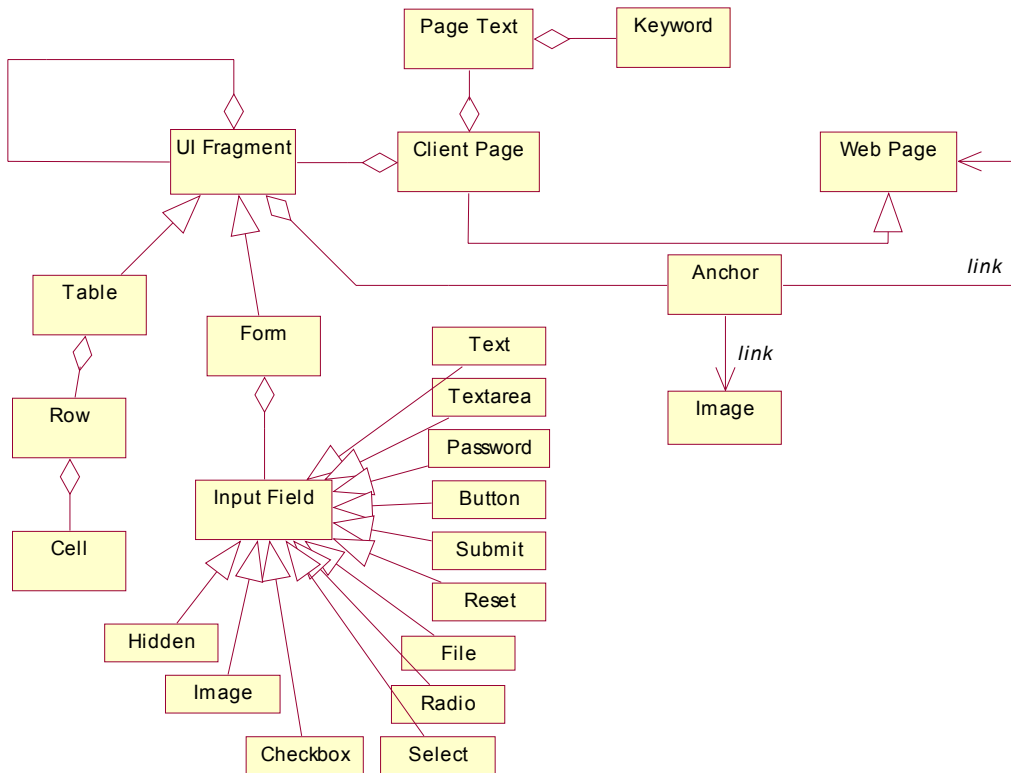 Page Text
Keyword
UI Fragment
Client Page
Web Page
Anchor
link
Table
Form
Text
link
Row
Textarea
Image
Password
Input Field
Button
Cell
Submit
Reset
Hidden
File
Image
Radio
Checkbox
Select